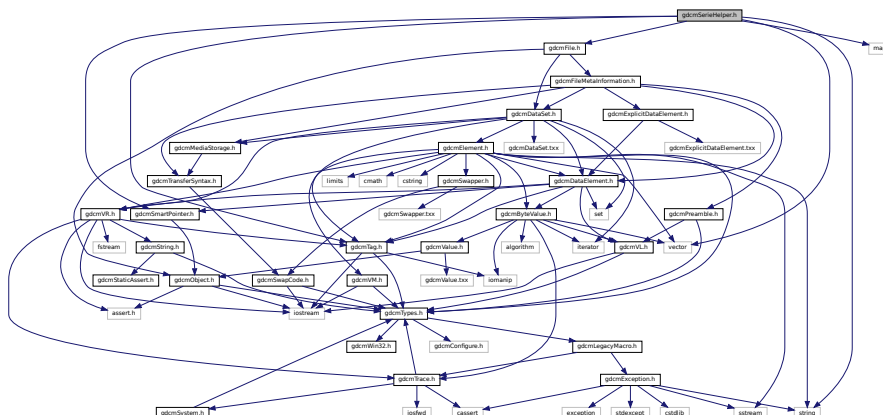 gdcmSerieHelper.h
gdcmFile.h
gdcmFileMetaInformation.h
gdcmDataSet.h
gdcmExplicitDataElement.h
gdcmMediaStorage.h
gdcmElement.h
gdcmDataSet.txx
gdcmExplicitDataElement.txx
gdcmTransferSyntax.h
limits
cmath
cstring
gdcmSwapper.h
gdcmDataElement.h
gdcmVR.h
gdcmSmartPointer.h
gdcmSwapper.txx
gdcmByteValue.h
set
gdcmPreamble.h
fstream
gdcmString.h
gdcmTag.h
gdcmValue.h
algorithm
iterator
gdcmVL.h
vector
gdcmStaticAssert.h
gdcmObject.h
gdcmSwapCode.h
gdcmVM.h
gdcmValue.txx
iomanip
assert.h
iostream
gdcmTypes.h
gdcmWin32.h
gdcmConfigure.h
gdcmLegacyMacro.h
gdcmTrace.h
gdcmException.h
gdcmSystem.h
iosfwd
cassert
exception
stdexcept
cstdlib
sstream
string